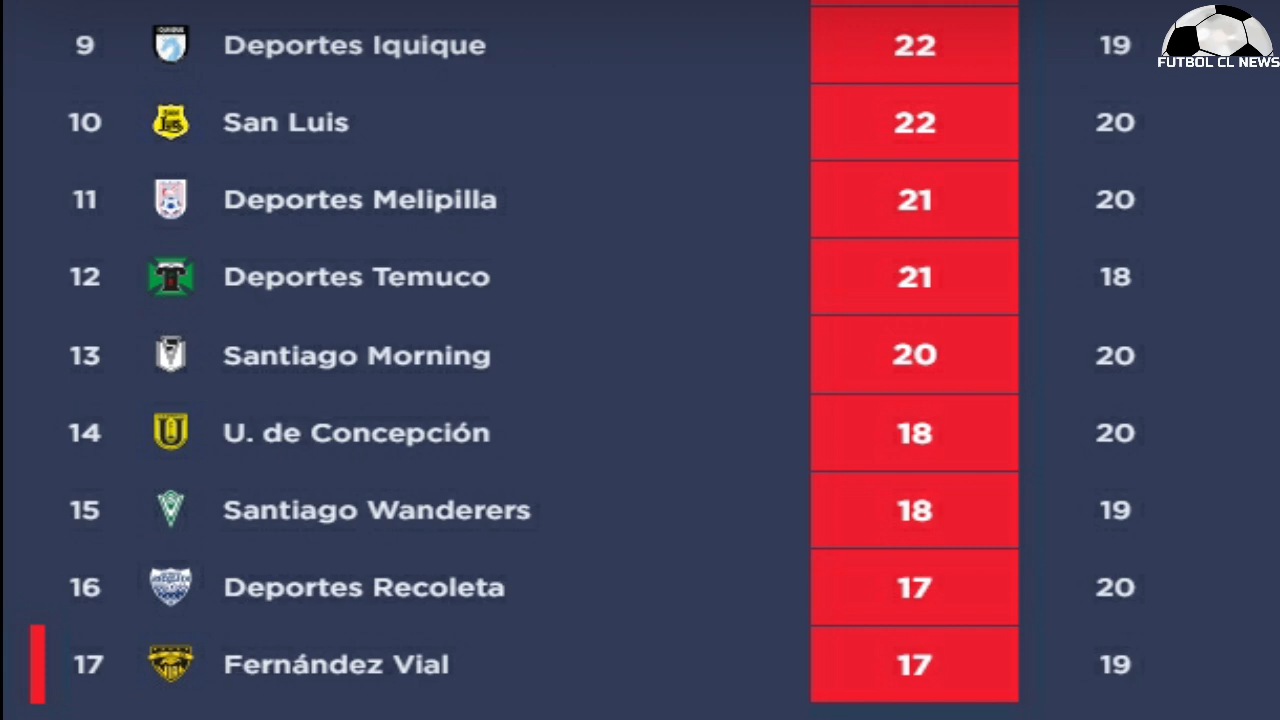 9 Deportes Iquique 22 19
FUTBOL CL NEWS
10 San Luis 22 20
11 Deportes Melipilla 21 20
12 Deportes Temuco 21 18
13 Santiago Morning 20 20
14 U. de Concepción 18 20
15 Santiago Wanderers 18 19
16 Deportes Recoleta 17 20
17 Fernández Vial 17 19